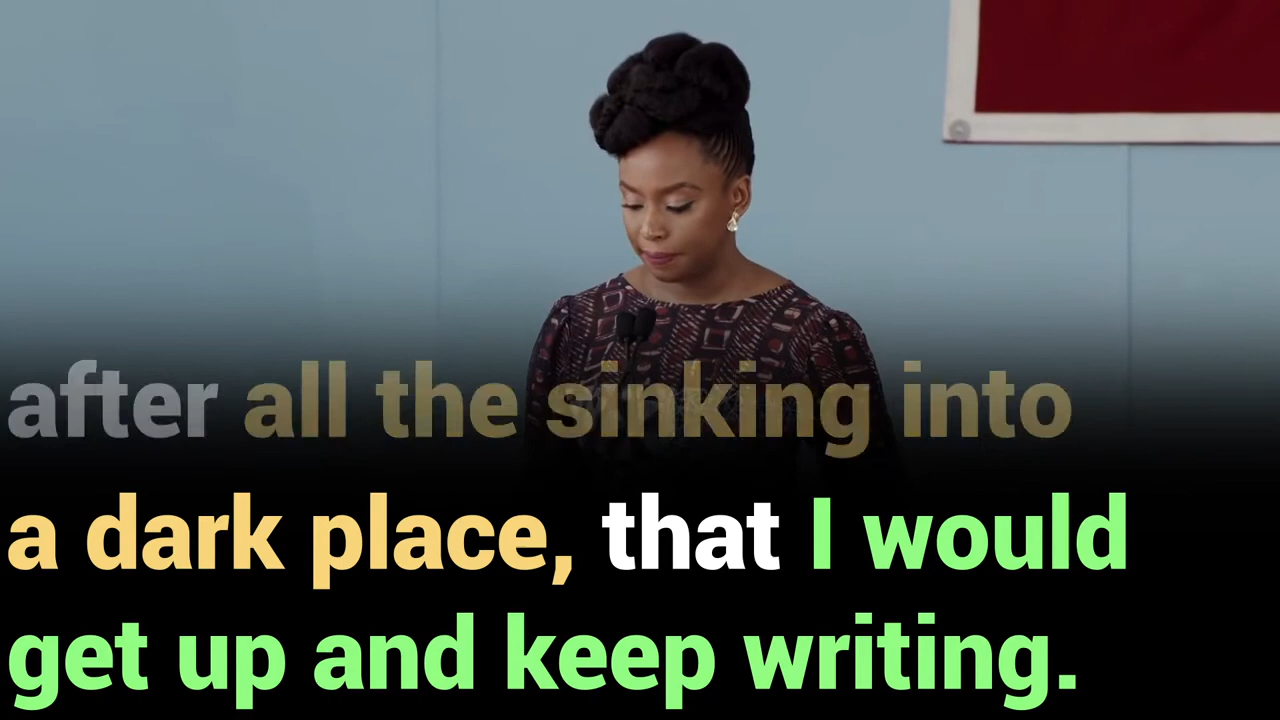 after all the sinking into
a dark place, that I would
get up and keep writing.